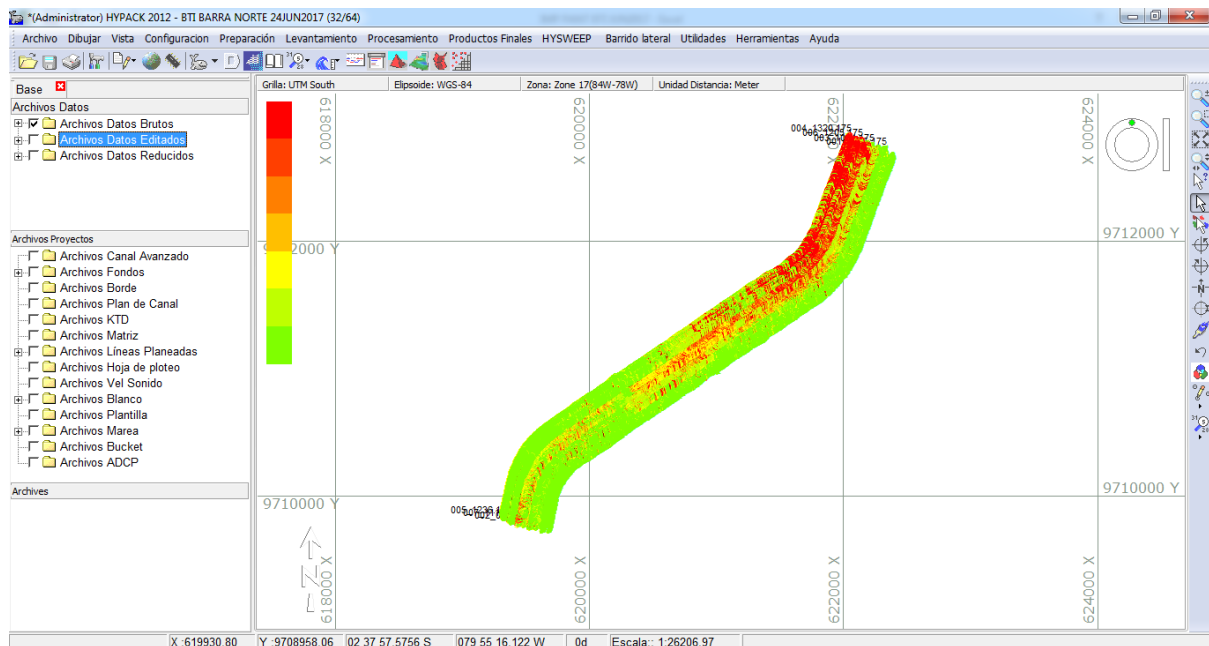 *(Administrator) HYPACK 2012 - BTI BARRA NORTE 24JUN2017 (32/64)
Archivo Dibujar Vista Configuracion Preparación Levantamiento Procesamiento Productos Finales HYSWEEP Barrido lateral Utilidades Herramientas Ayuda
Base
Grilla: UTM South Elipsoide: WGS-84 Zona: Zone 17(84W-78W) Unidad Distancia: Meter
Archivos Datos
Archivos Datos Brutos
Archivos Datos Editados
Archivos Datos Reducidos
618000 X
620000 X
624000 X
9712000 Y
Archivos Proyectos
Archivos Canal Avanzado
Archivos Fondos
Archivos Borde
Archivos Plan de Canal
Archivos KTD
Archivos Matriz
Archivos Líneas Planeadas
Archivos Hoja de ploteo
Archivos Vel Sonido
Archivos Blanco
Archivos Plantilla
Archivos Marea
Archivos Bucket
Archivos ADCP
Archives
9710000 Y
9710000 Y
618000 X
620000 X
622000 X
624000 X
X :619930.80 Y :9708958.06 02 37 57.5756 S 079 55 16.122 W 0d Escala:: 1:26206.97